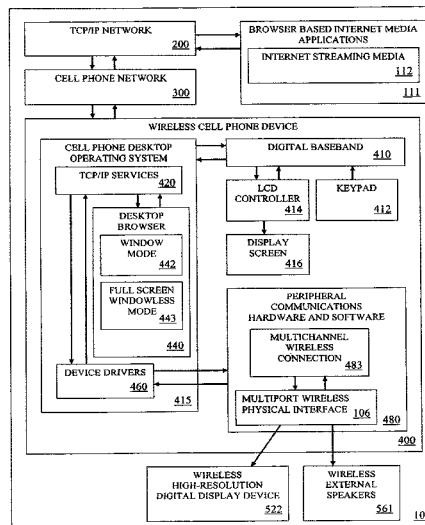 TCP/IP NETWORK
200
BROWSER BASED INTERNET MEDIA
APPLICATIONS
INTERNET STREAMING MEDIA
112
111
CELL PHONE NETWORK
300
WIRELESS CELL PHONE DEVICE
CELL PHONE DESKTOP
OPERATING SYSTEM
TCP/IP SERVICES
420
DESKTOP
BROWSER
WINDOW
MODE
442
FULL SCREEN
WINDOWLESS
MODE
443
440
DEVICE DRIVERS
460
415
DIGITAL BASEBAND
410
LCD
CONTROLLER
414
KEYPAD
412
DISPLAY
SCREEN
416
PERIPHERAL
COMMUNICATIONS
HARDWARE AND SOFTWARE
MULTICHANNEL
WIRELESS
CONNECTION
483
MULTIPORT WIRELESS
PHYSICAL INTERFACE
106
480
400
WIRELESS
HIGH-RESOLUTION
DIGITAL DISPLAY DEVICE
522
WIRELESS
EXTERNAL
SPEAKERS
561
10